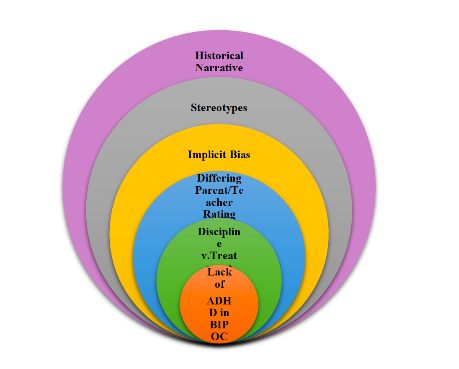 Historical
Narrative
Stereotypes
Implicit Bias
Differing
Parent/Te
acher
Rating
Disciplin
e
v.Treat
Lack
of
ADH
D in
BIP
OC